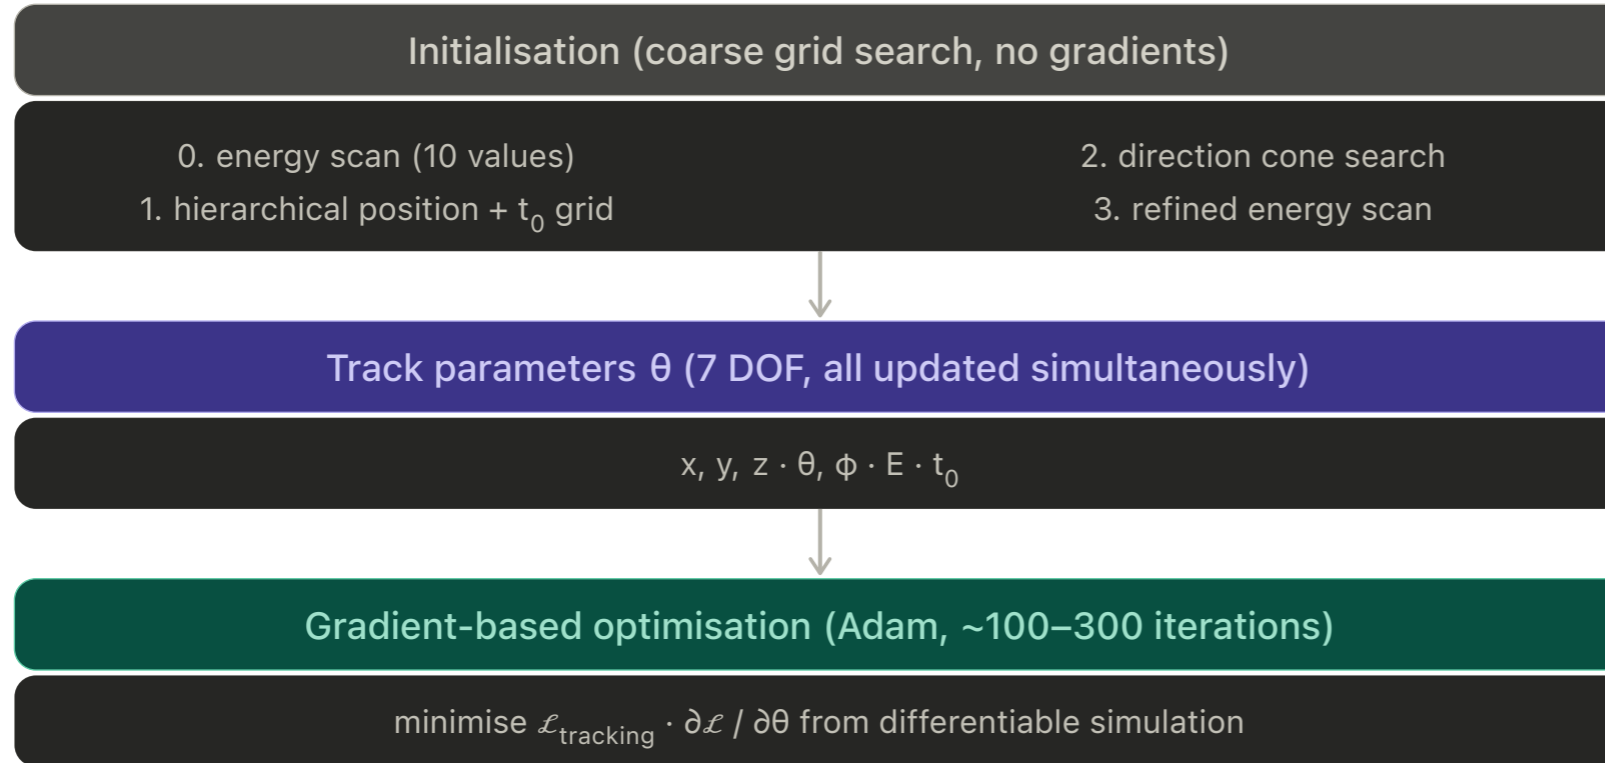 Initialisation (coarse grid search, no gradients)
0. energy scan (10 values)
1. hierarchical position + t₀ grid
2. direction cone search
3. refined energy scan
Track parameters θ (7 DOF, all updated simultaneously)
x, y, z · θ, ϕ · E · t₀
Gradient-based optimisation (Adam, ~100–300 iterations)
minimise ℒtracking · ∂ℒ / ∂θ from differentiable simulation